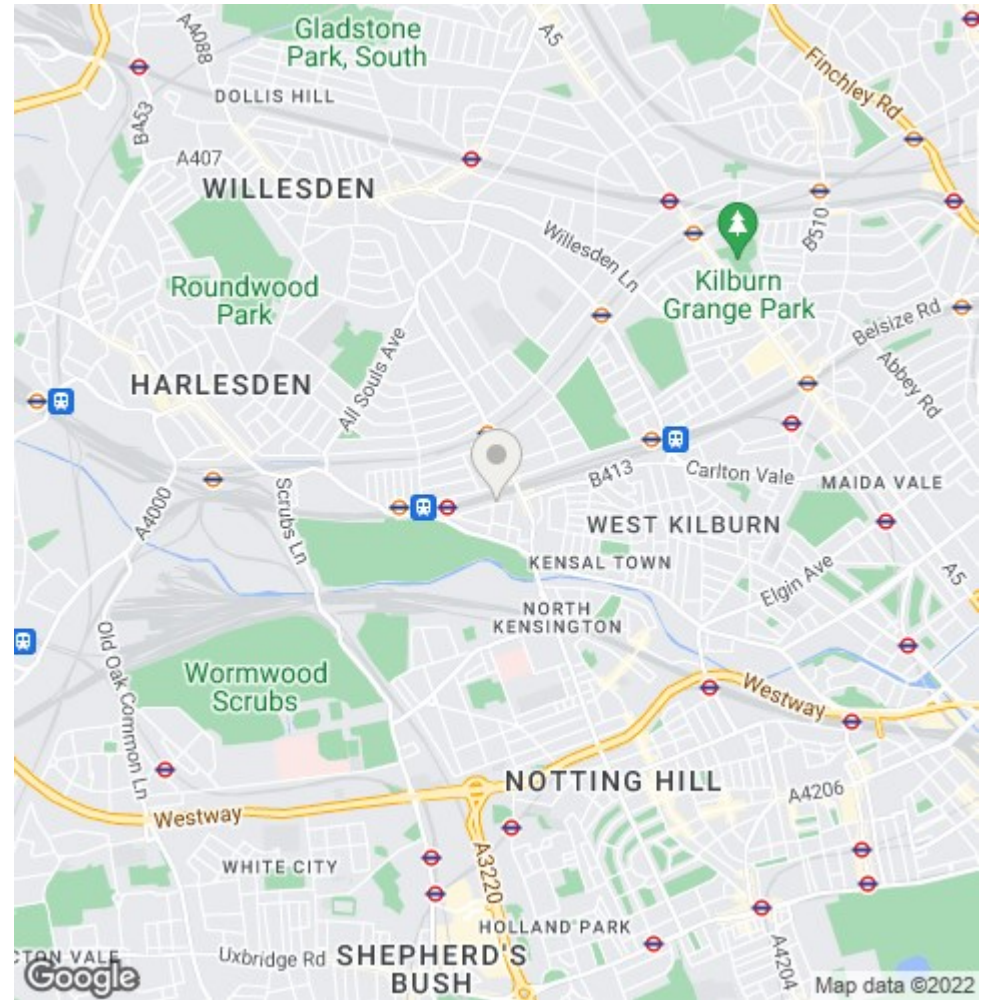 A4088
Gladstone
Park, South
A5
Finchley Rd
DOLLIS HILL
B453
A407
WILLESDEN
B510
Willesden Ln
Roundwood
Park
Kilburn
Grange Park
Belsize Rd
All Souls Ave
Abbey Rd
HARLESDEN
A4000
Scrubs Ln
B413
Carlton Vale
MAIDA VALE
WEST KILBURN
KENSAL TOWN
Elgin Ave
A5
NORTH
KENSINGTON
Old Oak Common Ln
Wormwood
Scrubs
Westway
NOTTING HILL
A4206
Westway
A3220
WHITE CITY
HOLLAND PARK
CTON VALE
Uxbridge Rd
SHEPHERD'S
BUSH
A4204
Google
Map data ©2022